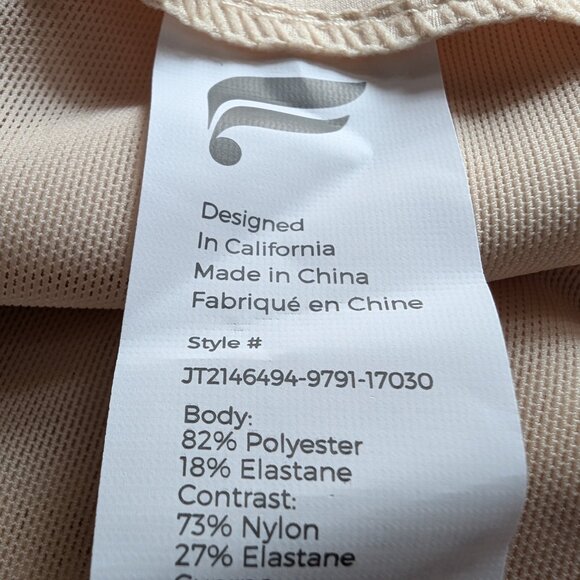 Designed
In California
Made in China
Fabriqué en Chine
Style #
JT2146494-9791-17030
Body:
82% Polyester
18% Elastane
Contrast:
73% Nylon
27% Elastane